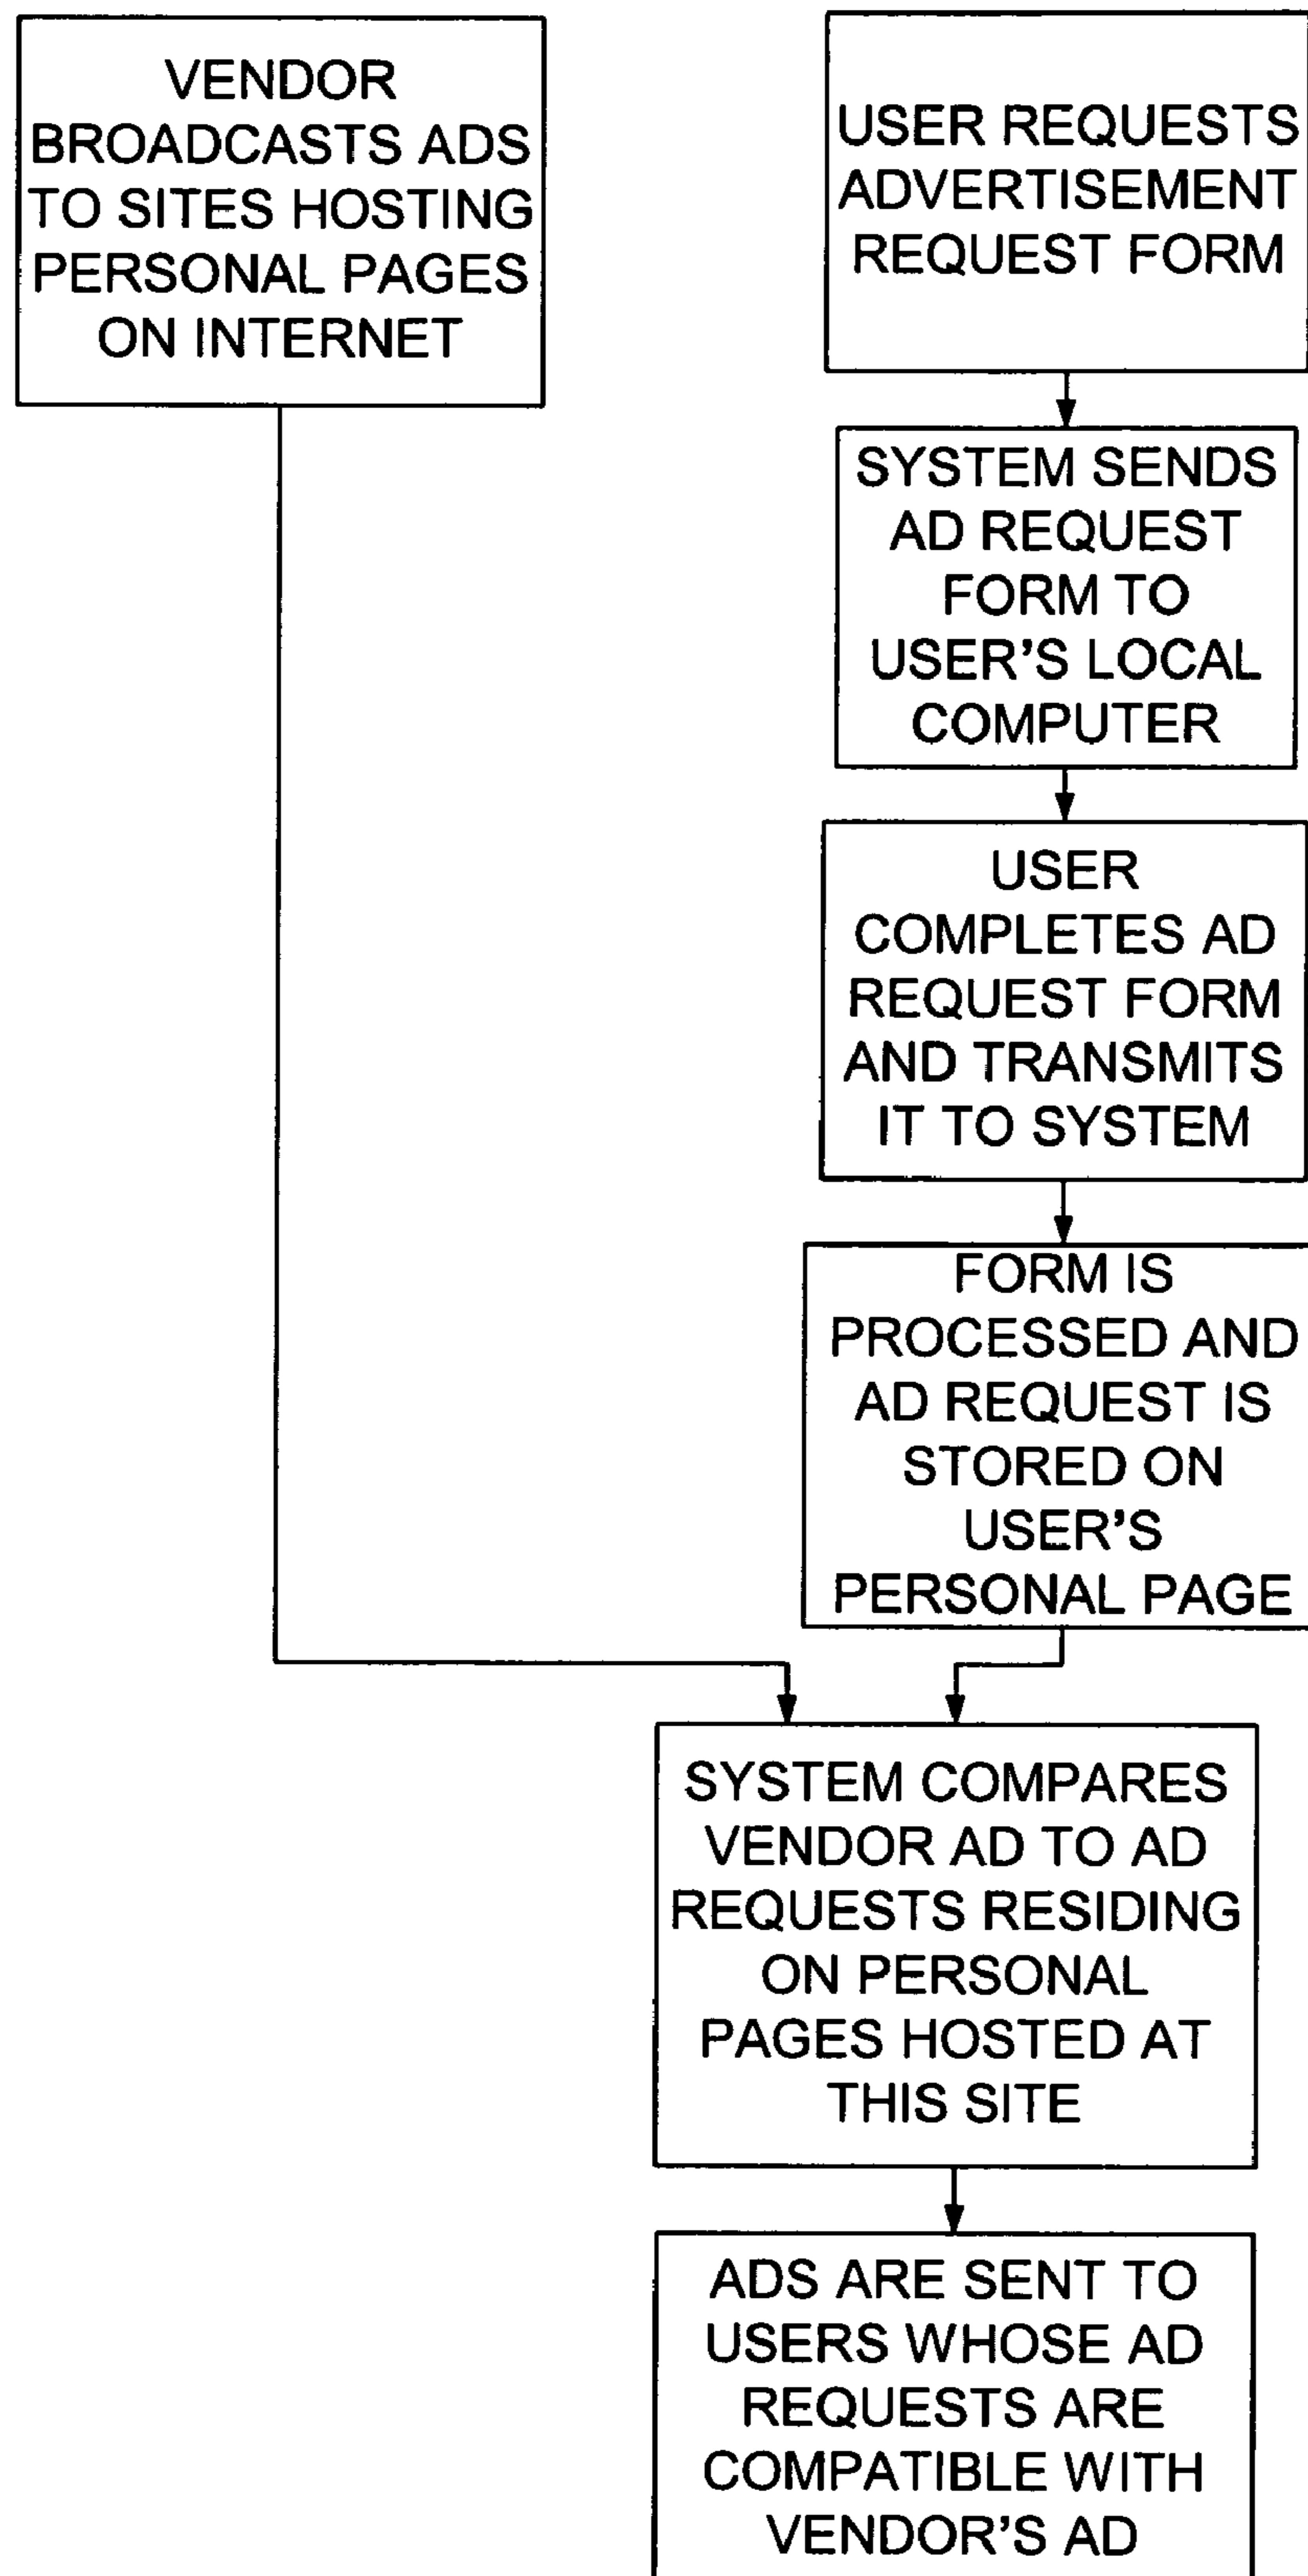 VENDOR
BROADCASTS ADS
TO SITES HOSTING
PERSONAL PAGES
ON INTERNET
USER REQUESTS
ADVERTISEMENT
REQUEST FORM
SYSTEM SENDS
AD REQUEST
FORM TO
USER'S LOCAL
COMPUTER
USER
COMPLETES AD
REQUEST FORM
AND TRANSMITS
IT TO SYSTEM
FORM IS
PROCESSED AND
AD REQUEST IS
STORED ON
USER'S
PERSONAL PAGE
SYSTEM COMPARES
VENDOR AD TO AD
REQUESTS RESIDING
ON PERSONAL
PAGES HOSTED AT
THIS SITE
ADS ARE SENT TO
USERS WHOSE AD
REQUESTS ARE
COMPATIBLE WITH
VENDOR'S AD